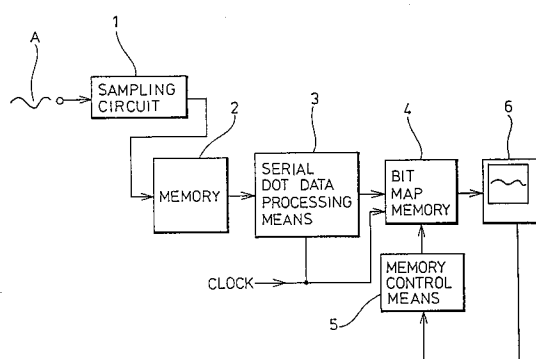 A
1
SAMPLING
CIRCUIT
2
MEMORY
3
SERIAL
DOT DATA
PROCESSING
MEANS
4
BIT
MAP
MEMORY
6
CLOCK
MEMORY
CONTROL
MEANS
5